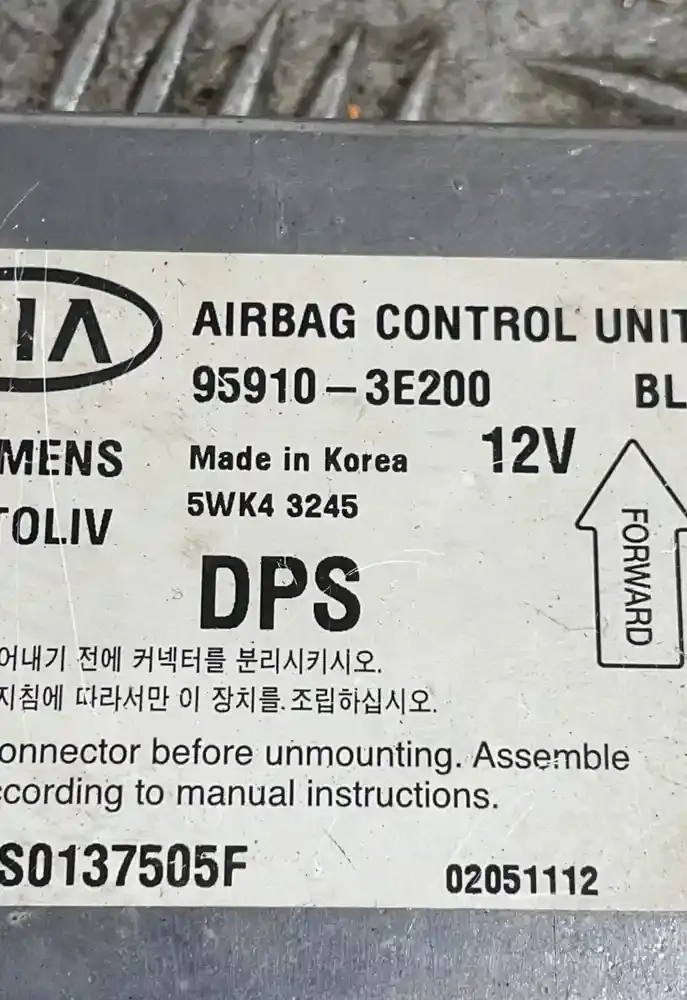 IA
AIRBAG CONTROL UNIT
95910-3E200 BL
MENS Made in Korea 12V
TOLIV 5WK4 3245
FORWARD
DPS
어내기 전에 커넥터를 분리시키시오.
지침에 따라서만 이 장치를.조립하십시오.
onnector before unmounting. Assemble
cording to manual instructions.
S0137505F 02051112